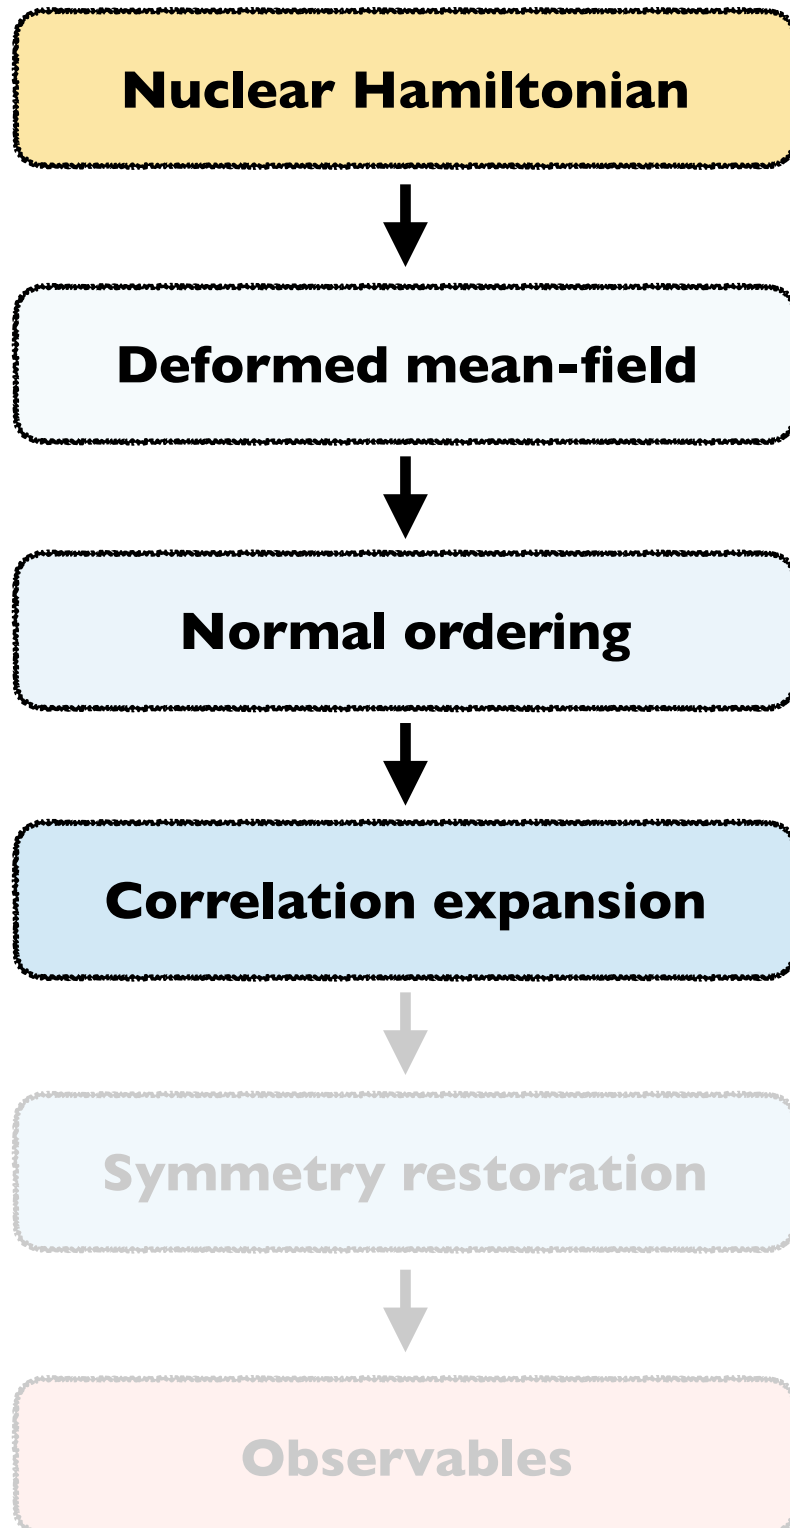 Nuclear Hamiltonian
Deformed mean-field
Normal ordering
Correlation expansion
Symmetry restoration
Observables